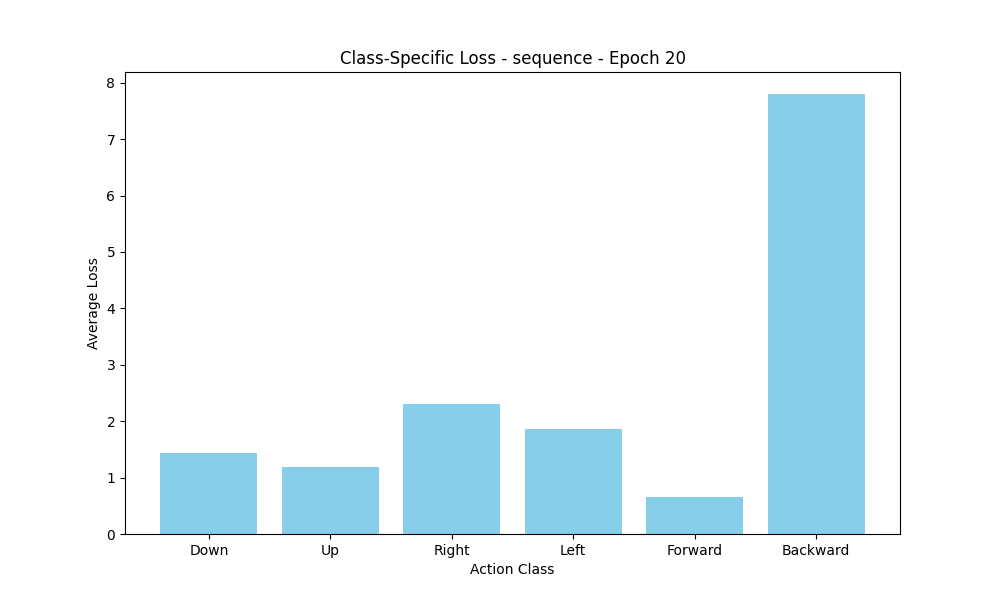 Class-Specific Loss - sequence - Epoch 20
8
7
6
5
4
3
2
1
0
Average Loss
Down Up Right Left Forward Backward
Action Class